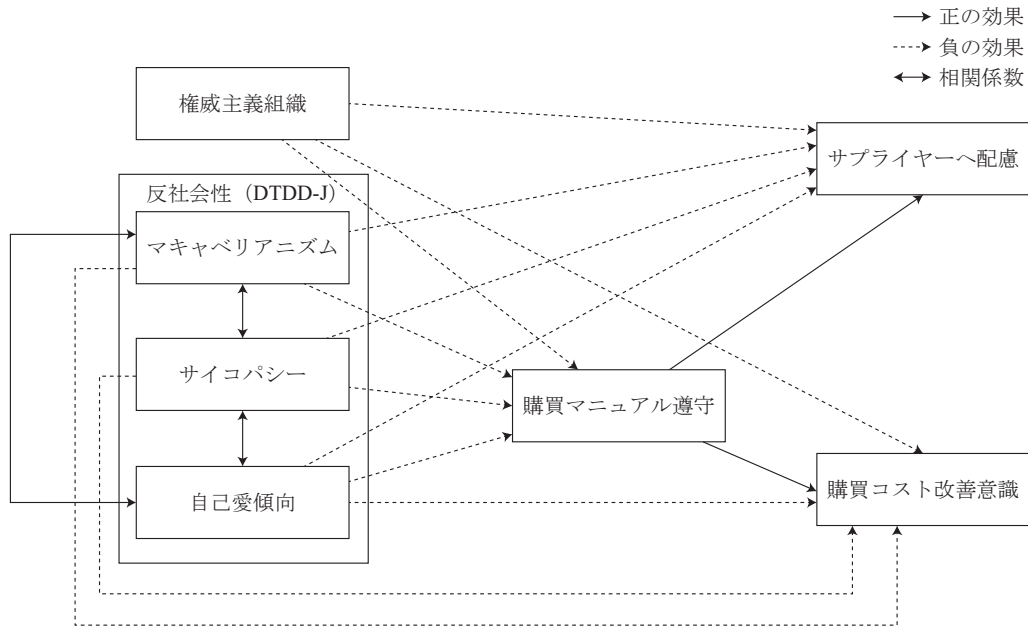 正の効果
負の効果
相関係数
権威主義組織
サプライヤーへ配慮
反社会性（DTDD-J）
マキャベリアニズム
サイコパシー
購買マニュアル遵守
自己愛傾向
購買コスト改善意識